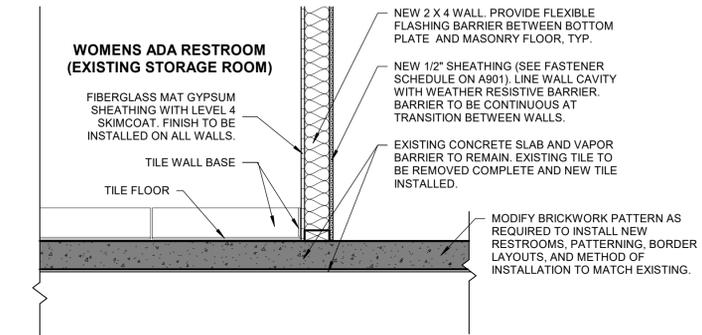 WOMENS ADA RESTROOM
(EXISTING STORAGE ROOM)
FIBERGLASS MAT GYPSUM
SHEATHING WITH LEVEL 4
SKIMCOAT. FINISH TO BE
INSTALLED ON ALL WALLS.
TILE WALL BASE
TILE FLOOR
NEW 2 X 4 WALL. PROVIDE FLEXIBLE
FLASHING BARRIER BETWEEN BOTTOM
PLATE AND MASONRY FLOOR, TYP.
NEW 1/2" SHEATHING (SEE FASTENER
SCHEDULE ON A901). LINE WALL CAVITY
WITH WEATHER RESISTIVE BARRIER.
BARRIER TO BE CONTINUOUS AT
TRANSITION BETWEEN WALLS.
EXISTING CONCRETE SLAB AND VAPOR
BARRIER TO REMAIN. EXISTING TILE TO
BE REMOVED COMPLETE AND NEW TILE
INSTALLED.
MODIFY BRICKWORK PATTERN AS
REQUIRED TO INSTALL NEW
RESTROOMS, PATTERNING, BORDER
LAYOUTS, AND METHOD OF
INSTALLATION TO MATCH EXISTING.